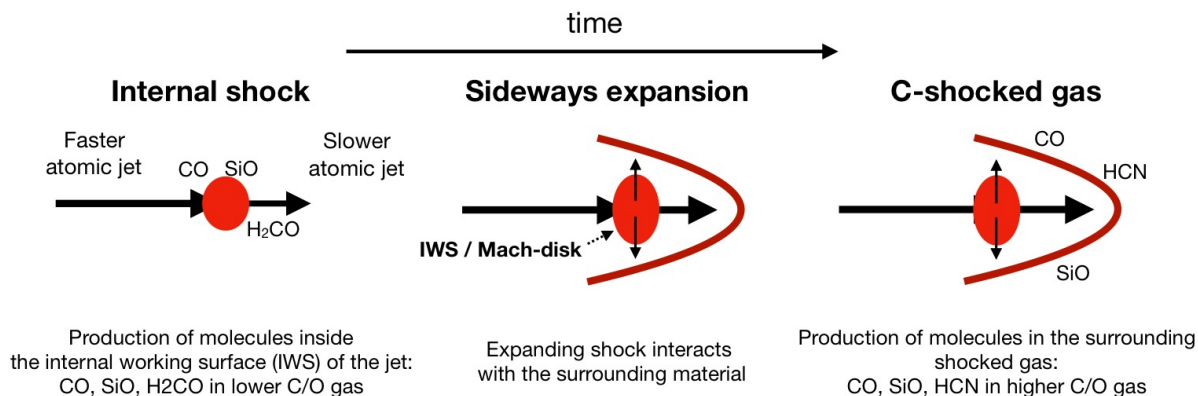 time
Internal shock
Sideways expansion
C-shocked gas
Faster
atomic jet
Slower
atomic jet
CO
SiO
H₂CO
IWS / Mach-disk
CO
HCN
SiO
Production of molecules inside
the internal working surface (IWS) of the jet:
CO, SiO, H2CO in lower C/O gas
Expanding shock interacts
with the surrounding material
Production of molecules in the surrounding
shocked gas:
CO, SiO, HCN in higher C/O gas